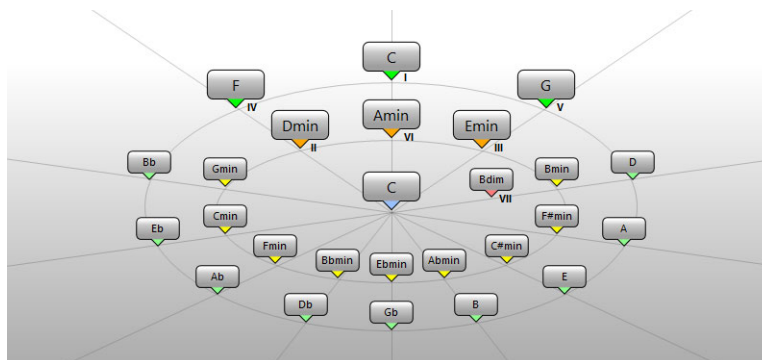 C
I
F
G
IV
V
Amin
Dmin
Emin
VI
II
III
Bb
D
Gmin
Bmin
Bdim
C
VII
Cmin
F#min
Eb
A
Fmin
C#min
Bbmin
Ebmin
Abmin
Ab
E
Db
B
Gb